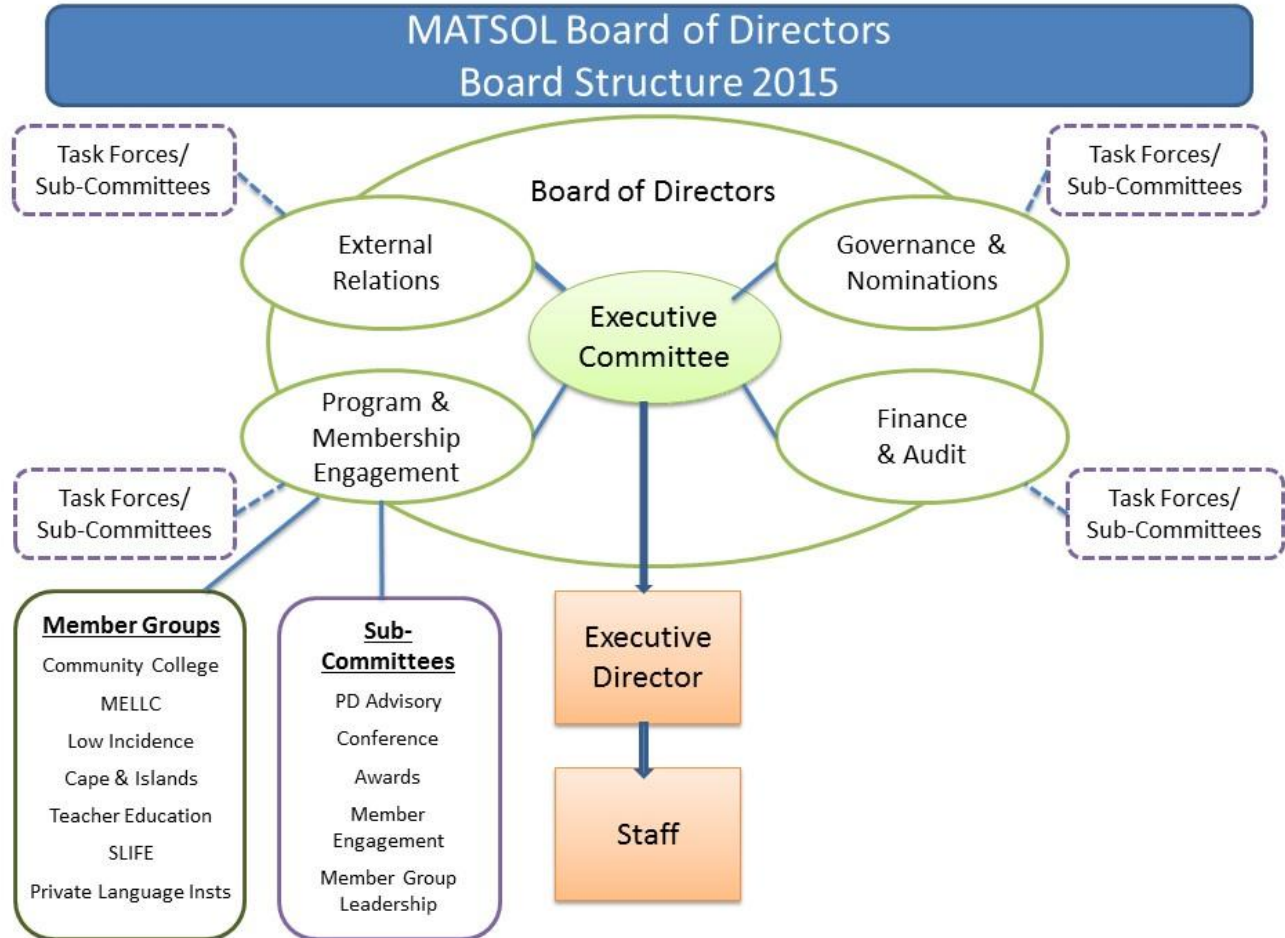 MATSOL Board of Directors
Board Structure 2015
Task Forces/
Sub-Committees
Board of Directors
Task Forces/
Sub-Committees
External
Relations
Governance &
Nominations
Executive
Committee
Program &
Membership
Engagement
Finance
& Audit
Task Forces/
Sub-Committees
Task Forces/
Sub-Committees
Member Groups
Community College
MELLC
Low Incidence
Cape & Islands
Teacher Education
SLIFE
Private Language Insts
Sub-
Committees
PD Advisory
Conference
Awards
Member
Engagement
Member Group
Leadership
Executive
Director
Staff